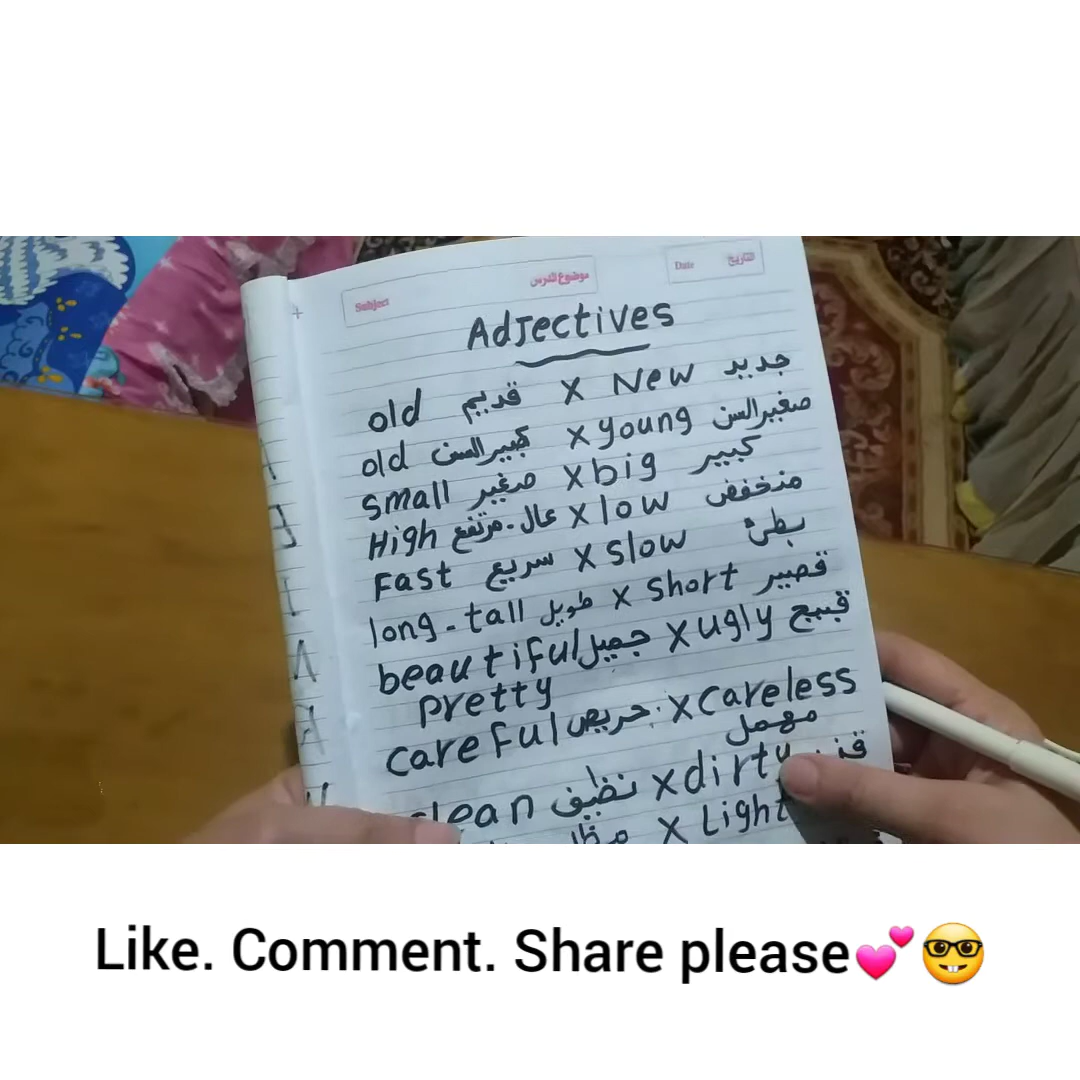 Subject موضوع الدرس Date التاريخ
Adjectives
old قديم X New جديد
old كبير السن X young صغير السن
Small صغير X big كبير
High عال - مرتفع X low منخفض
Fast سريع X Slow بطئ
long - tall طويل X Short قصير
beautiful جميل X ugly قبيح
Pretty
careful حريص X Careless
مهمل
clean نظيف X dirty
X Light
Like. Comment. Share please💕🤓